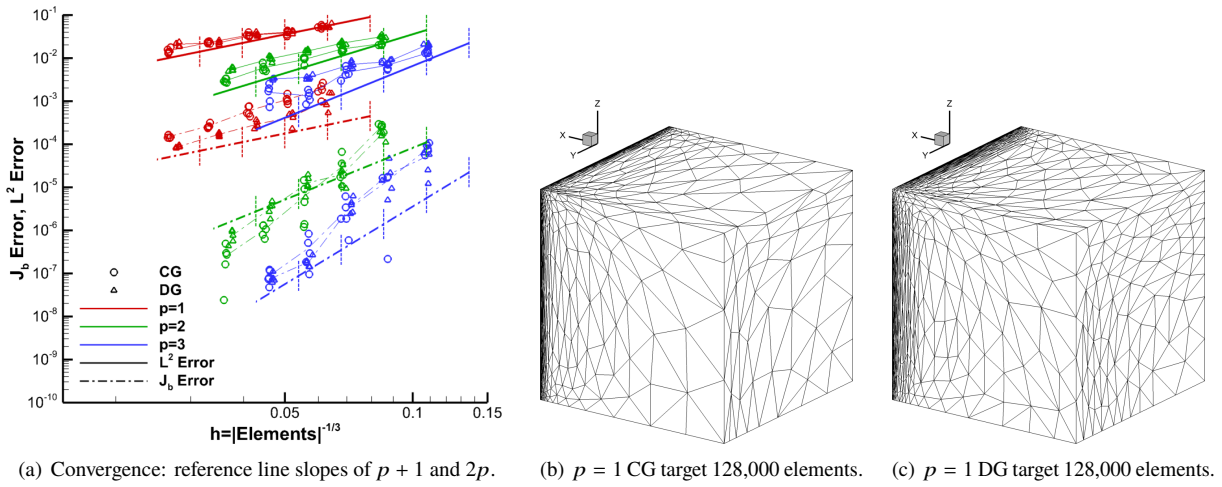 10⁻¹
10⁻²
10⁻³
10⁻⁴
10⁻⁵
10⁻⁶
10⁻⁷
10⁻⁸
10⁻⁹
10⁻¹⁰
J_b Error, L² Error
CG
DG
p=1
p=2
p=3
L² Error
J_b Error
0.05
0.1
0.15
h=|Elements|^-1/3
Z
X
Y
Z
X
Y
(a) Convergence: reference line slopes of p + 1 and 2p.
(b) p = 1 CG target 128,000 elements.
(c) p = 1 DG target 128,000 elements.